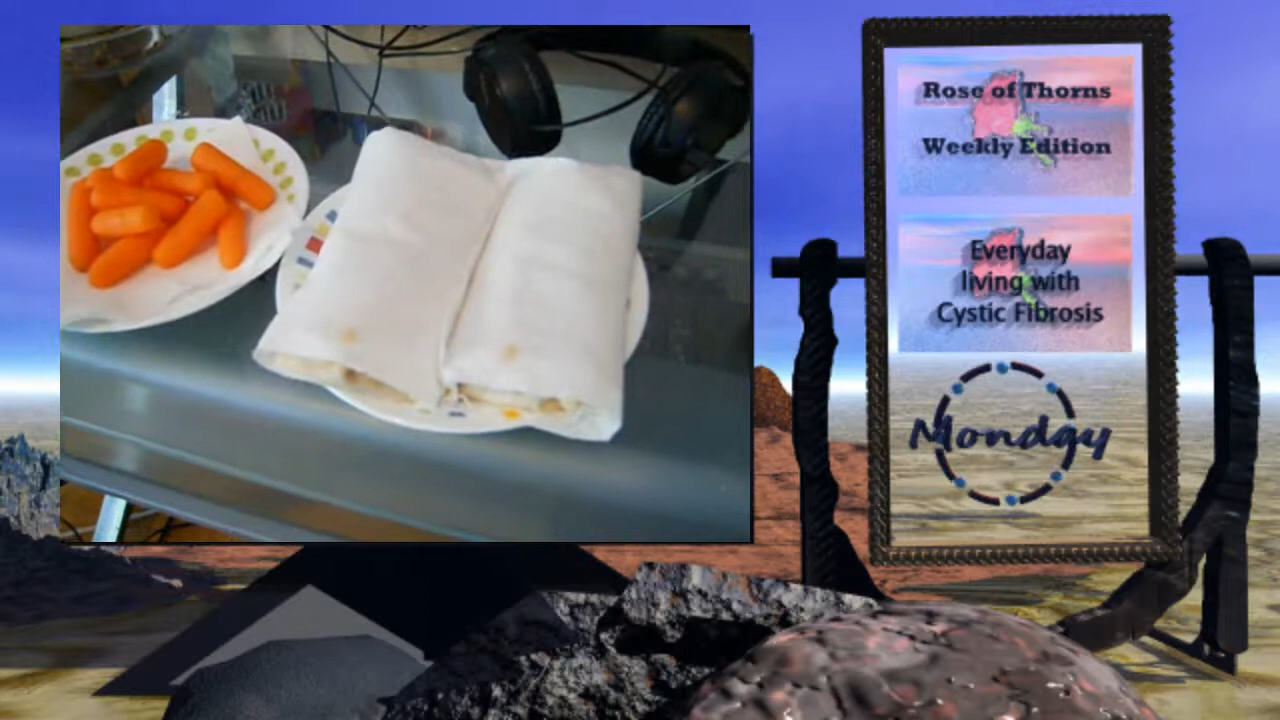 Rose of Thorns
Weekly Edition
Everyday
living with
Cystic Fibrosis
Monday